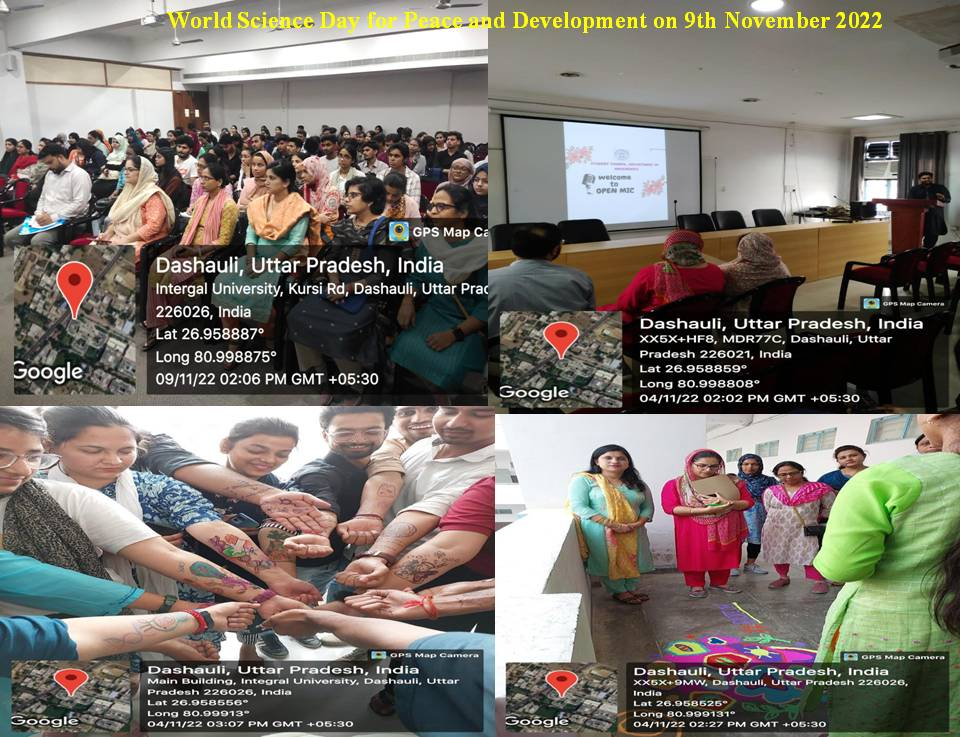 World Science Day for Peace and Development on 9th November 2022
GPS Map Ca
Dashauli, Uttar Pradesh, India
Intergal University, Kursi Rd, Dashauli, Uttar Prad
226026, India
Lat 26.958887°
Long 80.998875°
09/11/22 02:06 PM GMT +05:30
Google
STUDENT COUNCIL, DEPARTMENT OF
welcome
to
OPEN MIC
GPS Map Camera
Dashauli, Uttar Pradesh, India
XX5X+HF8, MDR77C, Dashauli, Uttar
Pradesh 226021, India
Lat 26.958859°
Long 80.998808°
04/11/22 02:02 PM GMT +05:30
Google
GPS Map Camera
Dashauli, Uttar Pradesh, India
Main Building, Integral University, Dashauli, Uttar
Pradesh 226026, India
Lat 26.958556°
Long 80.99913°
04/11/22 03:07 PM GMT +05:30
Google
GPS Map Camera
Dashauli, Uttar Pradesh, India
XX5X+9MW, Dashauli, Uttar Pradesh 226026,
India
Lat 26.958525°
Long 80.999131°
04/11/22 02:27 PM GMT +05:30
Google